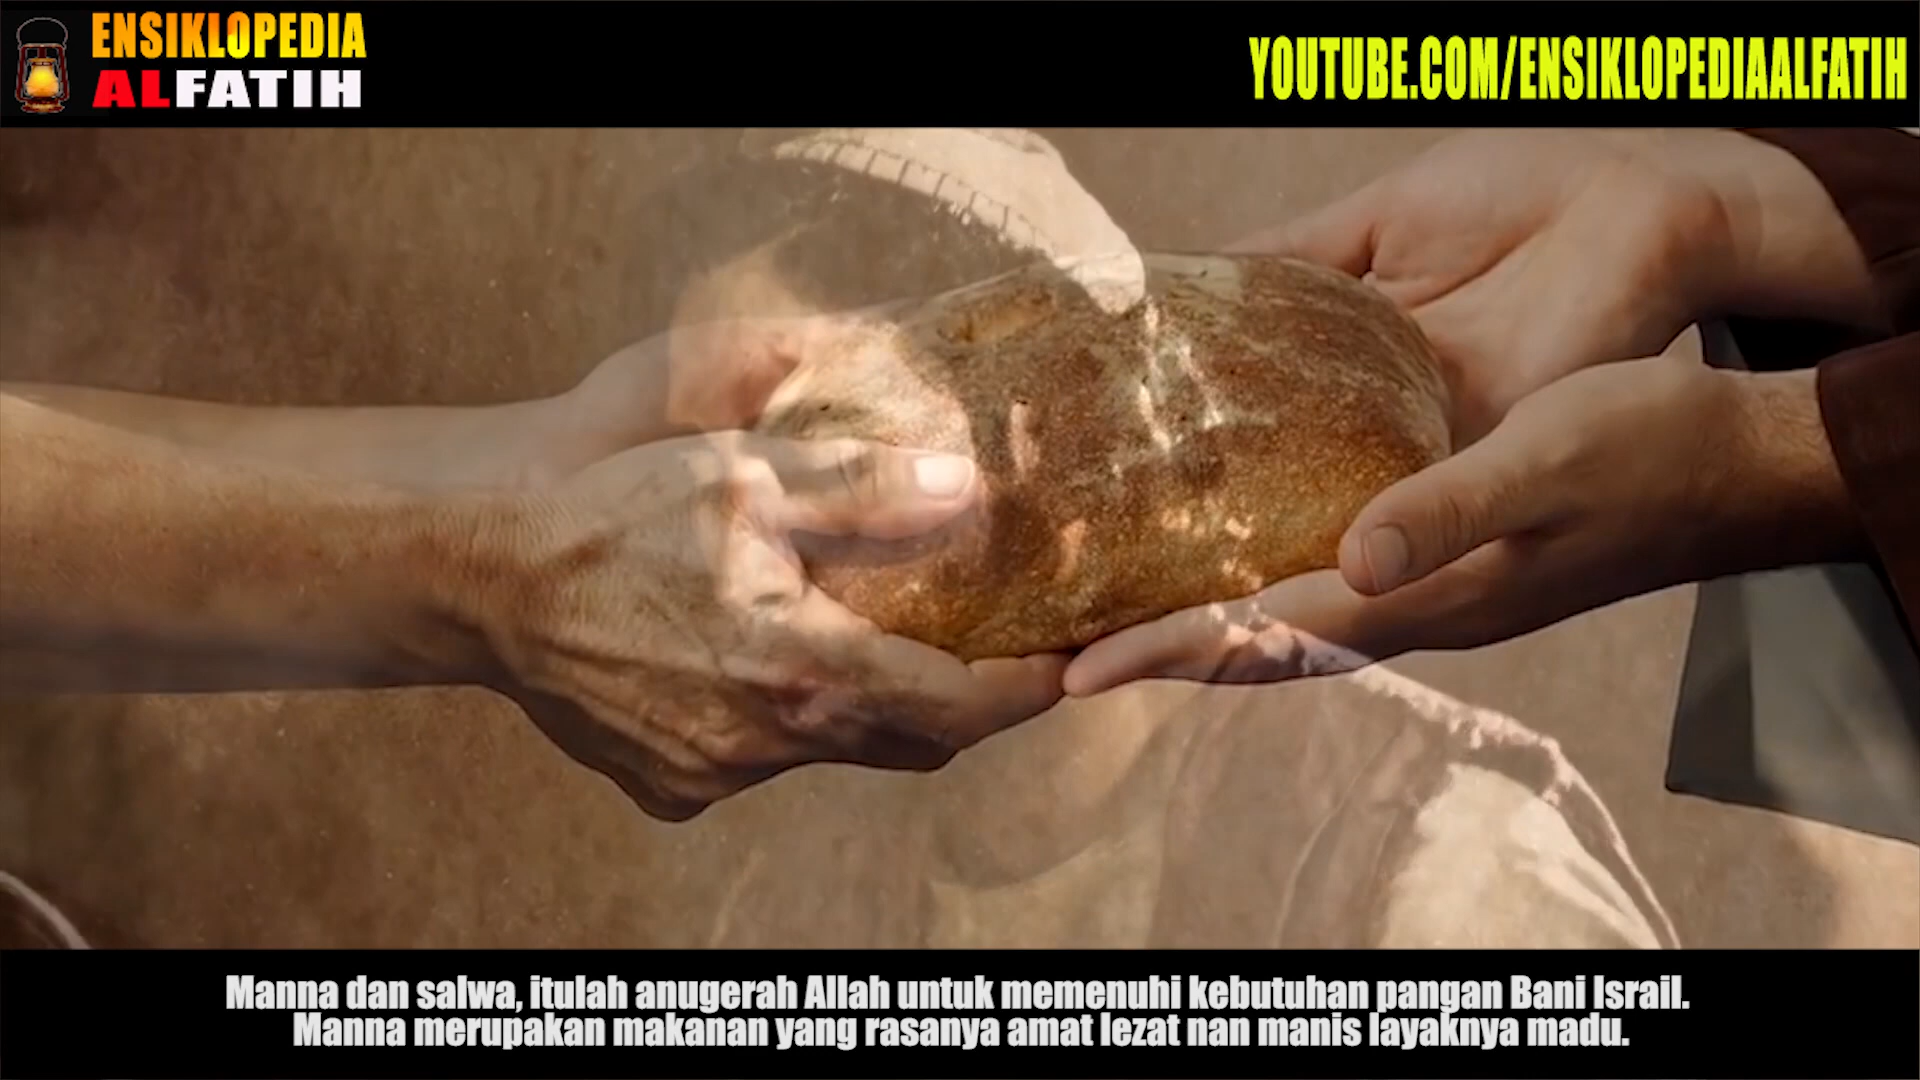 ENSIKLOPEDIA
ALFATIH
YOUTUBE.COM/ENSIKLOPEDIAALFATIH
Manna dan salwa, itulah anugerah Allah untuk memenuhi kebutuhan pangan Bani Israil.
Manna merupakan makanan yang rasanya amat lezat nan manis layaknya madu.